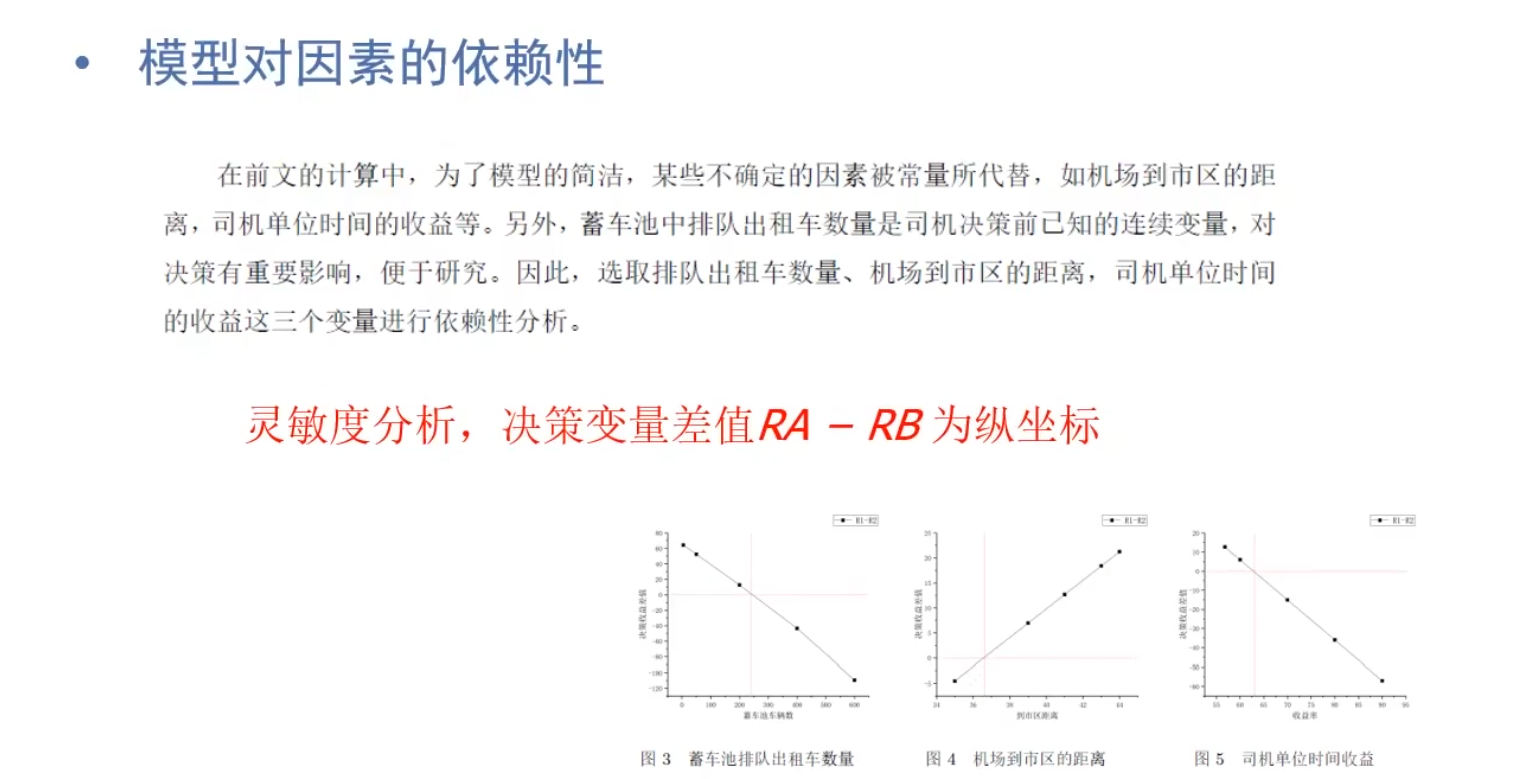 • 模型对因素的依赖性
在前文的计算中，为了模型的简洁，某些不确定的因素被常量所代替，如机场到市区的距
离，司机单位时间的收益等。另外，蓄车池中排队出租车数量是司机决策前已知的连续变量，对
决策有重要影响，便于研究。因此，选取排队出租车数量、机场到市区的距离，司机单位时间
的收益这三个变量进行依赖性分析。
灵敏度分析，决策变量差值RA － RB 为纵坐标
R1-R2
80
60
40
20
0
-20
-40
-60
-80
-100
-120
决策收益差值
0 100 200 300 400 500 600
蓄车池车辆数
图 3 蓄车池排队出租车数量
R1-R2
25
20
15
10
5
0
-5
决策收益差值
34 36 38 40 42 44
到市区距离
图 4 机场到市区的距离
R1-R2
20
10
0
-10
-20
-30
-40
-50
-60
决策收益差值
55 60 65 70 75 80 85 90 95
收益率
图 5 司机单位时间收益